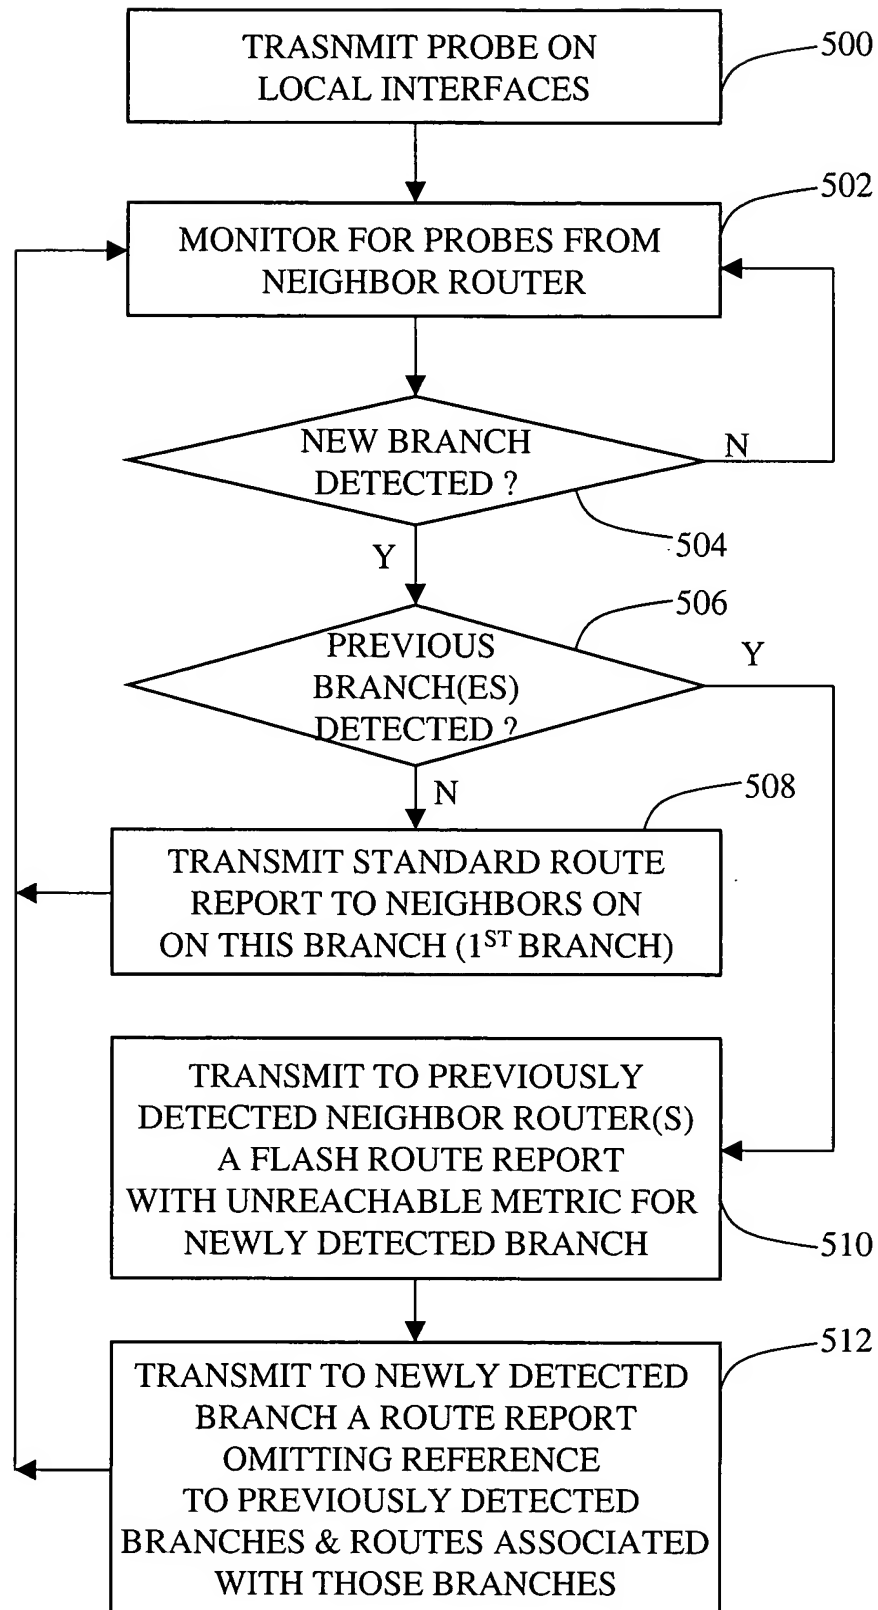 TRASNMIT PROBE ON
LOCAL INTERFACES
500
502
MONITOR FOR PROBES FROM
NEIGHBOR ROUTER
NEW BRANCH
DETECTED ?
N
504
Y
506
PREVIOUS
BRANCH(ES)
DETECTED ?
Y
N
508
TRANSMIT STANDARD ROUTE
REPORT TO NEIGHBORS ON
ON THIS BRANCH (1ST BRANCH)
TRANSMIT TO PREVIOUSLY
DETECTED NEIGHBOR ROUTER(S)
A FLASH ROUTE REPORT
WITH UNREACHABLE METRIC FOR
NEWLY DETECTED BRANCH
510
512
TRANSMIT TO NEWLY DETECTED
BRANCH A ROUTE REPORT
OMITTING REFERENCE
TO PREVIOUSLY DETECTED
BRANCHES & ROUTES ASSOCIATED
WITH THOSE BRANCHES